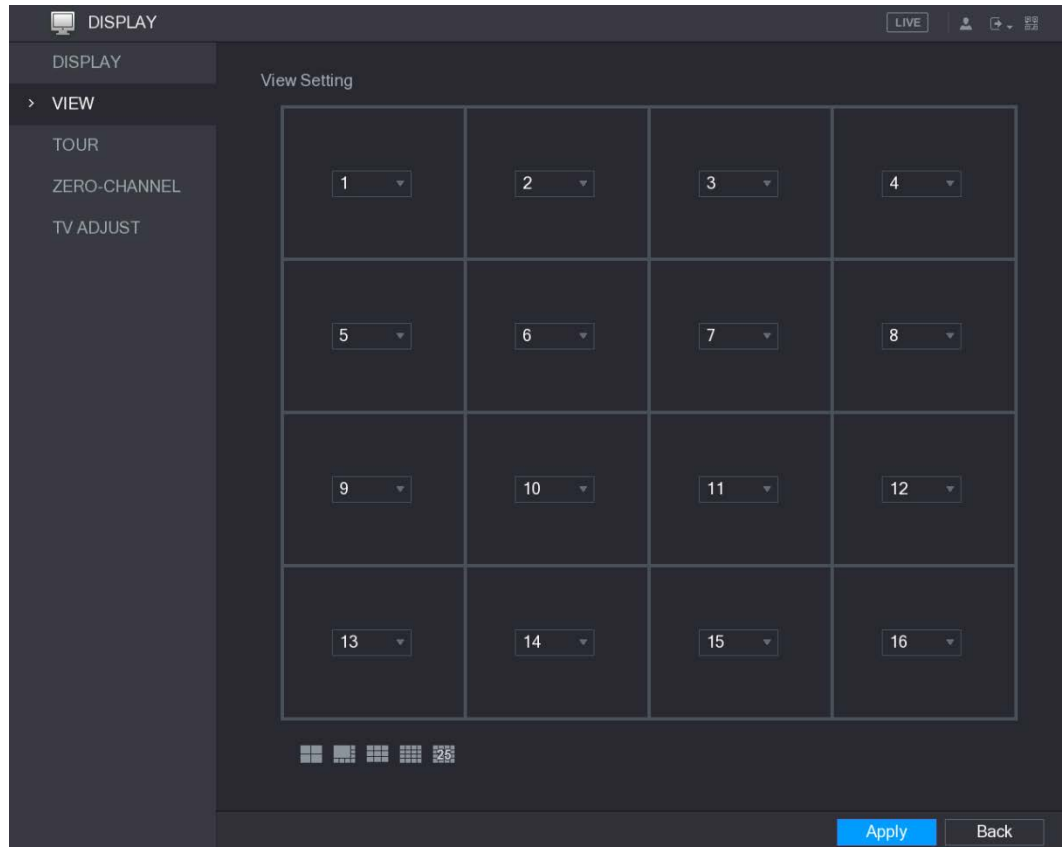 DISPLAY LIVE
DISPLAY
VIEW
TOUR
ZERO-CHANNEL
TV ADJUST
View Setting
1 2 3 4
5 6 7 8
9 10 11 12
13 14 15 16
25
Apply Back